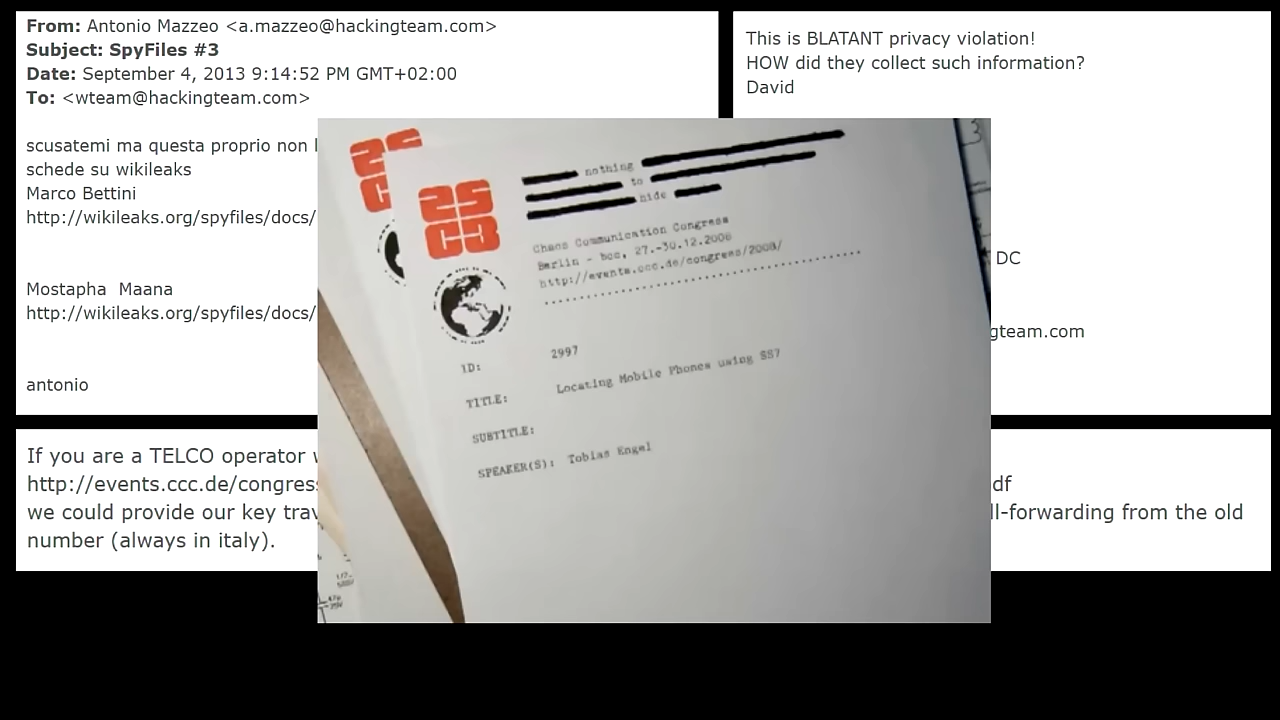 From: Antonio Mazzeo <a.mazzeo@hackingteam.com>
Subject: SpyFiles #3
Date: September 4, 2013 9:14:52 PM GMT+02:00
To: <wteam@hackingteam.com>
scusatemi ma questa proprio non
schede su wikileaks
Marco Bettini
http://wikileaks.org/spyfiles/docs/
Mostapha Maana
http://wikileaks.org/spyfiles/docs/
antonio
This is BLATANT privacy violation!
HOW did they collect such information?
David
DC
gteam.com
If you are a TELCO operator
http://events.ccc.de/congres
df
we could provide our key trav
ll-forwarding from the old
number (always in italy).
25
C3
nothing
to
hide
Chaos Communication Congress
Berlin - bcc, 27.-30.12.2008
http://events.ccc.de/congress/2008/
ID: 2997
TITLE: Locating Mobile Phones using SS7
SUBTITLE:
SPEAKER(S): Tobias Engel